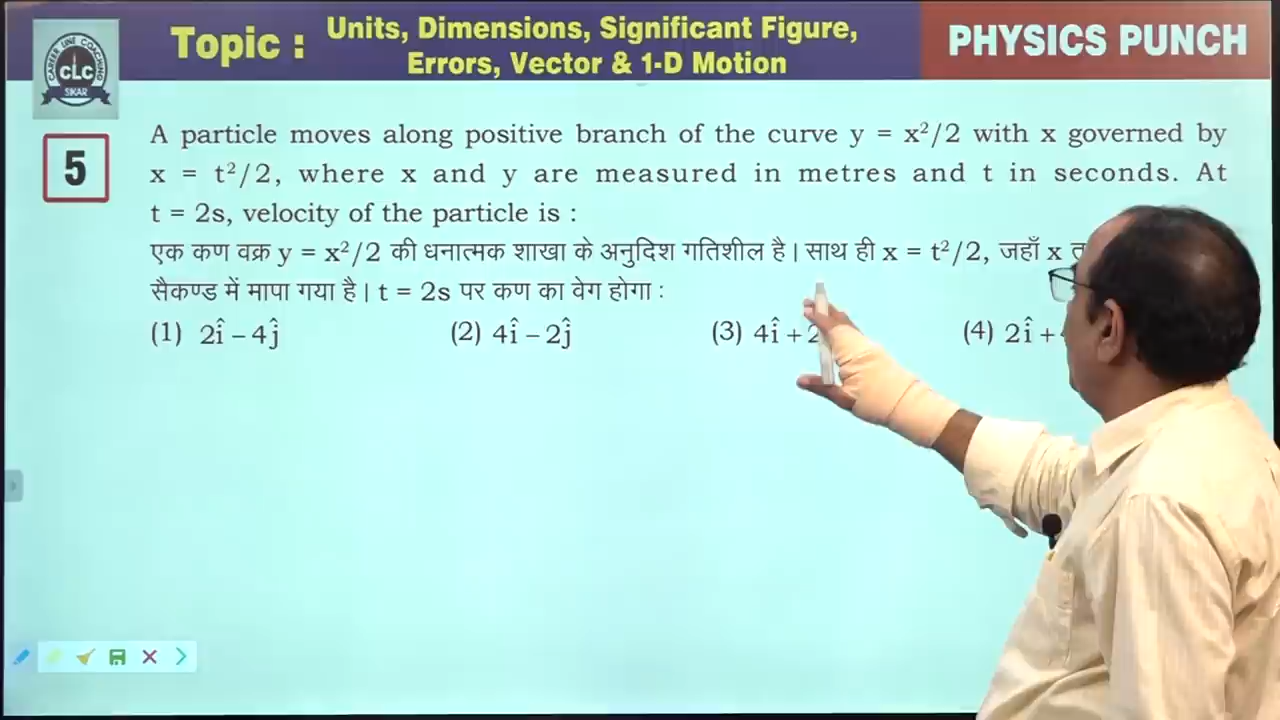 Topic : Units, Dimensions, Significant Figure,
Errors, Vector & 1-D Motion
PHYSICS PUNCH
CAREER LINE COACHING
CLC
SIKAR
5
A particle moves along positive branch of the curve y = x²/2 with x governed by
x = t²/2, where x and y are measured in metres and t in seconds. At
t = 2s, velocity of the particle is :
एक कण वक्र y = x²/2 की धनात्मक शाखा के अनुदिश गतिशील है। साथ ही x = t²/2, जहाँ x
सैकण्ड में मापा गया है। t = 2s पर कण का वेग होगा :
(1) 2î – 4ĵ (2) 4î – 2ĵ (3) 4î + 2 (4) 2î +